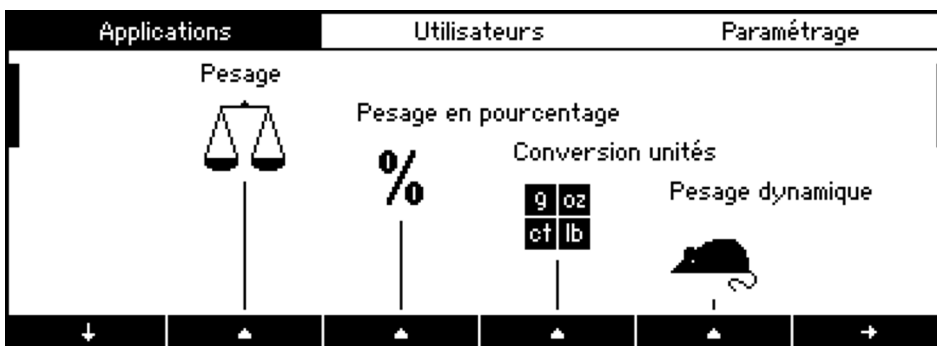 Applications Utilisateurs Paramétrage
Pesage
Pesage en pourcentage
%
Conversion unités
g oz
ct lb
Pesage dynamique